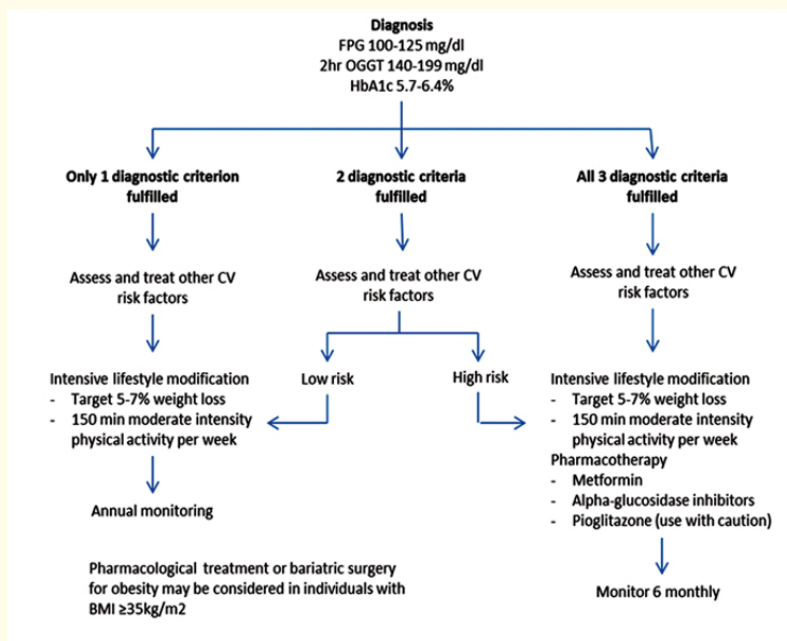 Diagnosis
FPG 100-125 mg/dl
2hr OGGT 140-199 mg/dl
HbA1c 5.7-6.4%
Only 1 diagnostic criterion
fulfilled
2 diagnostic criteria
fulfilled
All 3 diagnostic criteria
fulfilled
Assess and treat other CV
risk factors
Assess and treat other CV
risk factors
Assess and treat other CV
risk factors
Low risk
High risk
Intensive lifestyle modification
- Target 5-7% weight loss
- 150 min moderate intensity
physical activity per week
Annual monitoring
Intensive lifestyle modification
- Target 5-7% weight loss
- 150 min moderate intensity
physical activity per week
Pharmacotherapy
- Metformin
- Alpha-glucosidase inhibitors
- Pioglitazone (use with caution)
Monitor 6 monthly
Pharmacological treatment or bariatric surgery
for obesity may be considered in individuals with
BMI ≥35kg/m2